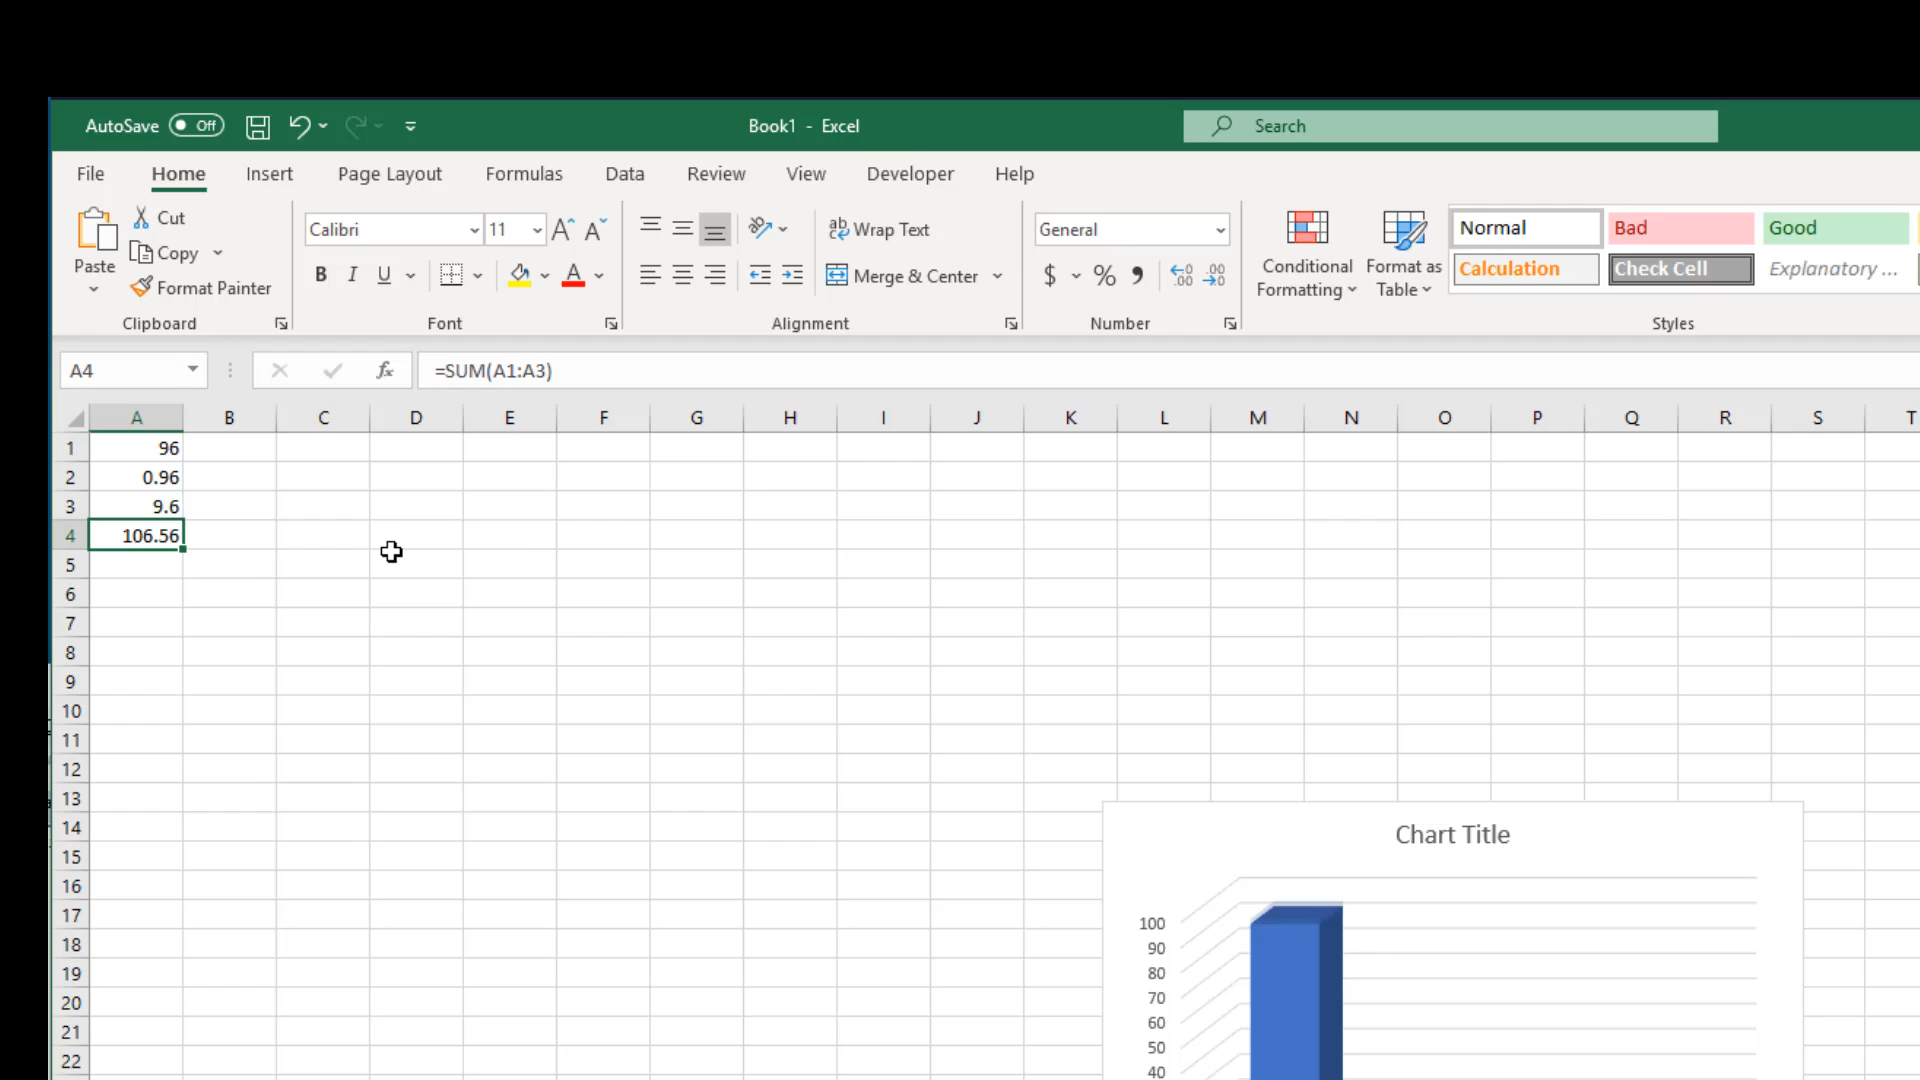 AutoSave Off Book1 - Excel Search
File Home Insert Page Layout Formulas Data Review View Developer Help
Paste Cut Copy Format Painter Clipboard
Calibri 11 A A B I U A Font
ab Wrap Text Merge & Center Alignment
General $ % , Number
Conditional Formatting Format as Table
Normal Bad Good
Calculation Check Cell Explanatory ...
Styles
A4 fx =SUM(A1:A3)
A B C D E F G H I J K L M N O P Q R S T
1 96
2 0.96
3 9.6
4 106.56
5
6
7
8
9
10
11
12
13
14
15
16
17
18
19
20
21
22
Chart Title
100
90
80
70
60
50
40